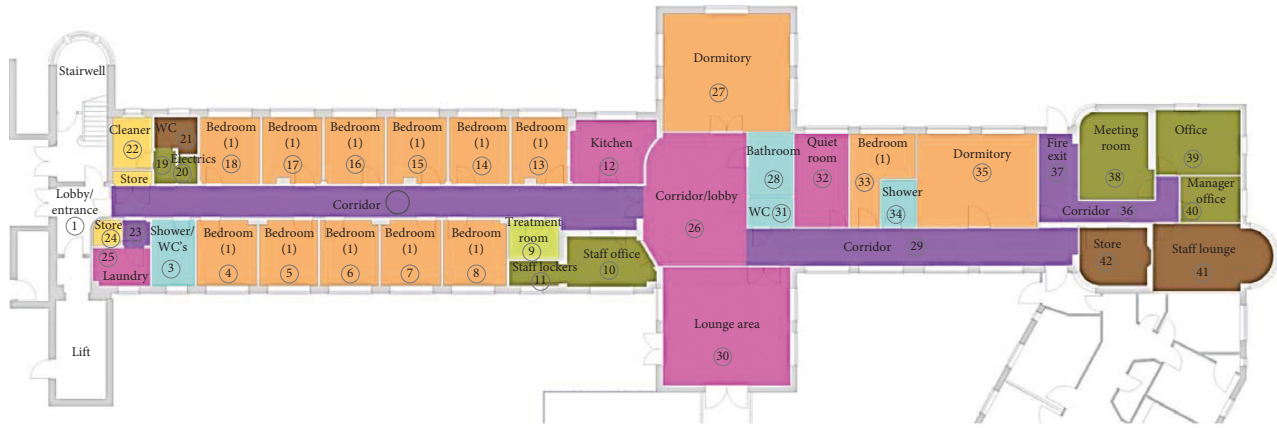 Stairwell
Dormitory
27
Cleaner
22
WC
21
19
Electrics
20
Store
Bedroom
(1)
18
Bedroom
(1)
17
Bedroom
(1)
16
Bedroom
(1)
15
Bedroom
(1)
14
Bedroom
(1)
13
Kitchen
12
Bathroom
28
WC 31
Quiet
room
32
Bedroom
(1)
33
Shower
34
Dormitory
35
Fire
exit
37
Meeting
room
38
Office
39
Manager
office
40
Lobby/
entrance
1
Corridor
Corridor/lobby
26
Corridor 36
Corridor 29
Store
24
23
25
Laundry
Shower/
WC's
3
Bedroom
(1)
4
Bedroom
(1)
5
Bedroom
(1)
6
Bedroom
(1)
7
Bedroom
(1)
8
Treatment
room
9
Staff lockers
11
Staff office
10
Store
42
Staff lounge
41
Lift
Lounge area
30